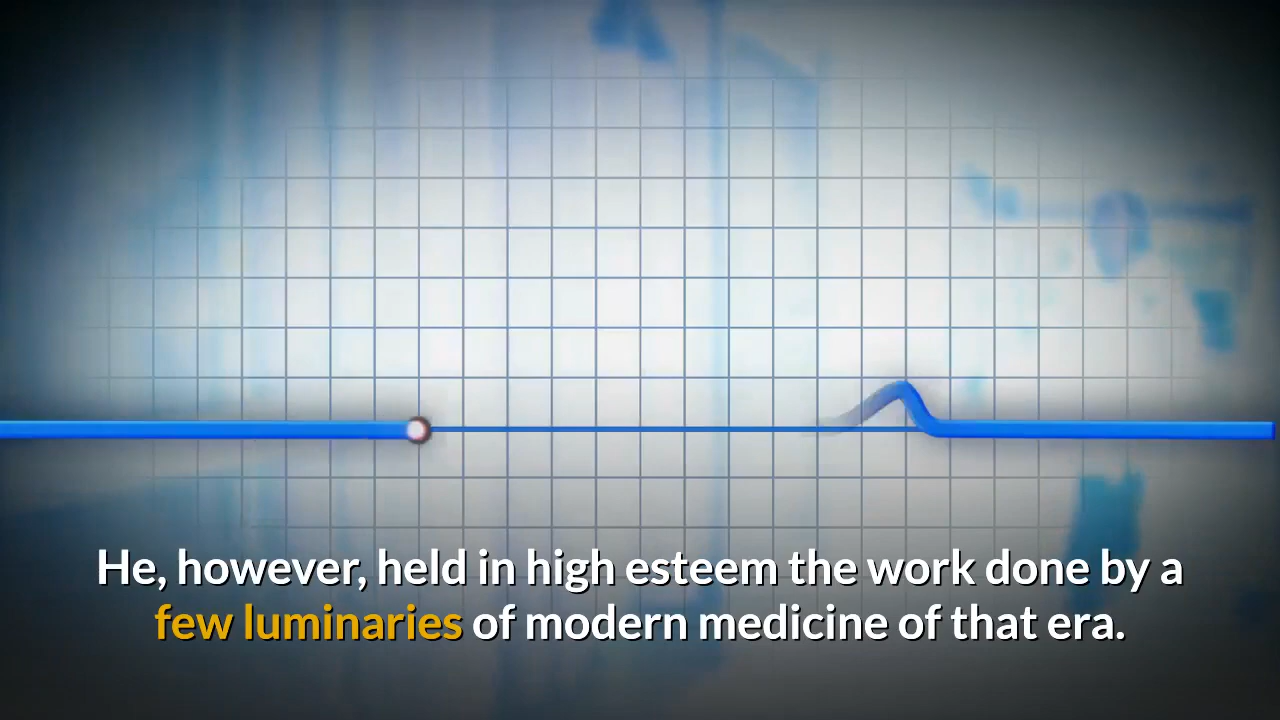 He, however, held in high esteem the work done by a
few luminaries of modern medicine of that era.